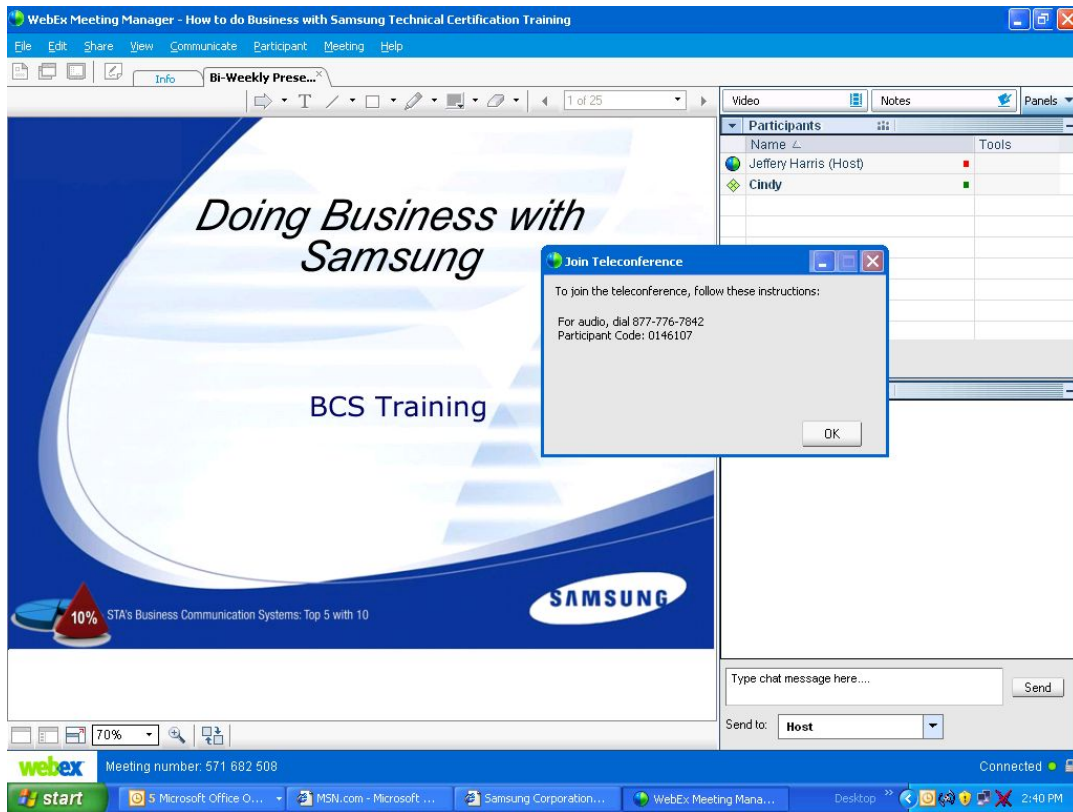 WebEx Meeting Manager - How to do Business with Samsung Technical Certification Training
File Edit Share View Communicate Participant Meeting Help
Info Bi-Weekly Prese...
T 1 of 25
Video Notes Panels
Participants
Name Tools
Jeffery Harris (Host)
Cindy
Doing Business with
Samsung
BCS Training
10% STA's Business Communication Systems: Top 5 with 10
SAMSUNG
Join Teleconference
To join the teleconference, follow these instructions:
For audio, dial 877-776-7842
Participant Code: 0146107
OK
Type chat message here....
Send
Send to: Host
70%
webex Meeting number: 571 682 508 Connected
start 5 Microsoft Office O... MSN.com - Microsoft ... Samsung Corporation... WebEx Meeting Mana... Desktop 2:40 PM